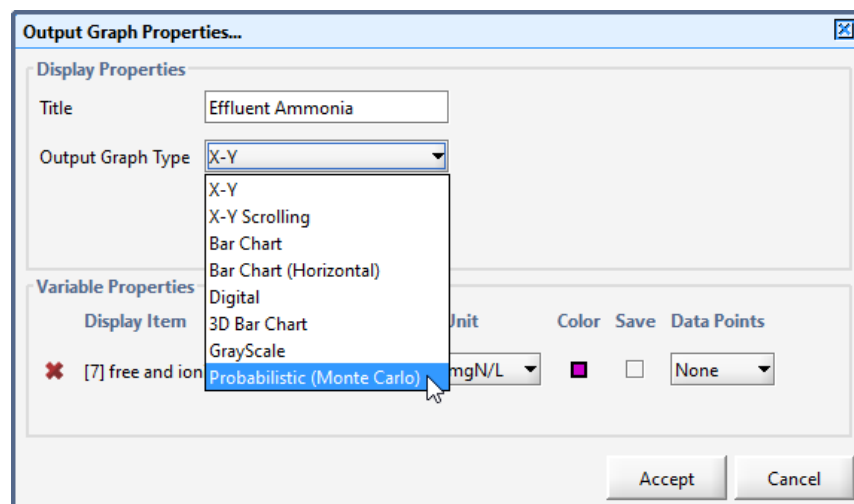 Output Graph Properties...
Display Properties
Title Effluent Ammonia
Output Graph Type X-Y
X-Y
X-Y Scrolling
Bar Chart
Bar Chart (Horizontal)
Digital
3D Bar Chart
GrayScale
Probabilistic (Monte Carlo)
Variable Properties
Display Item Unit Color Save Data Points
[7] free and ion mgN/L None
Accept Cancel